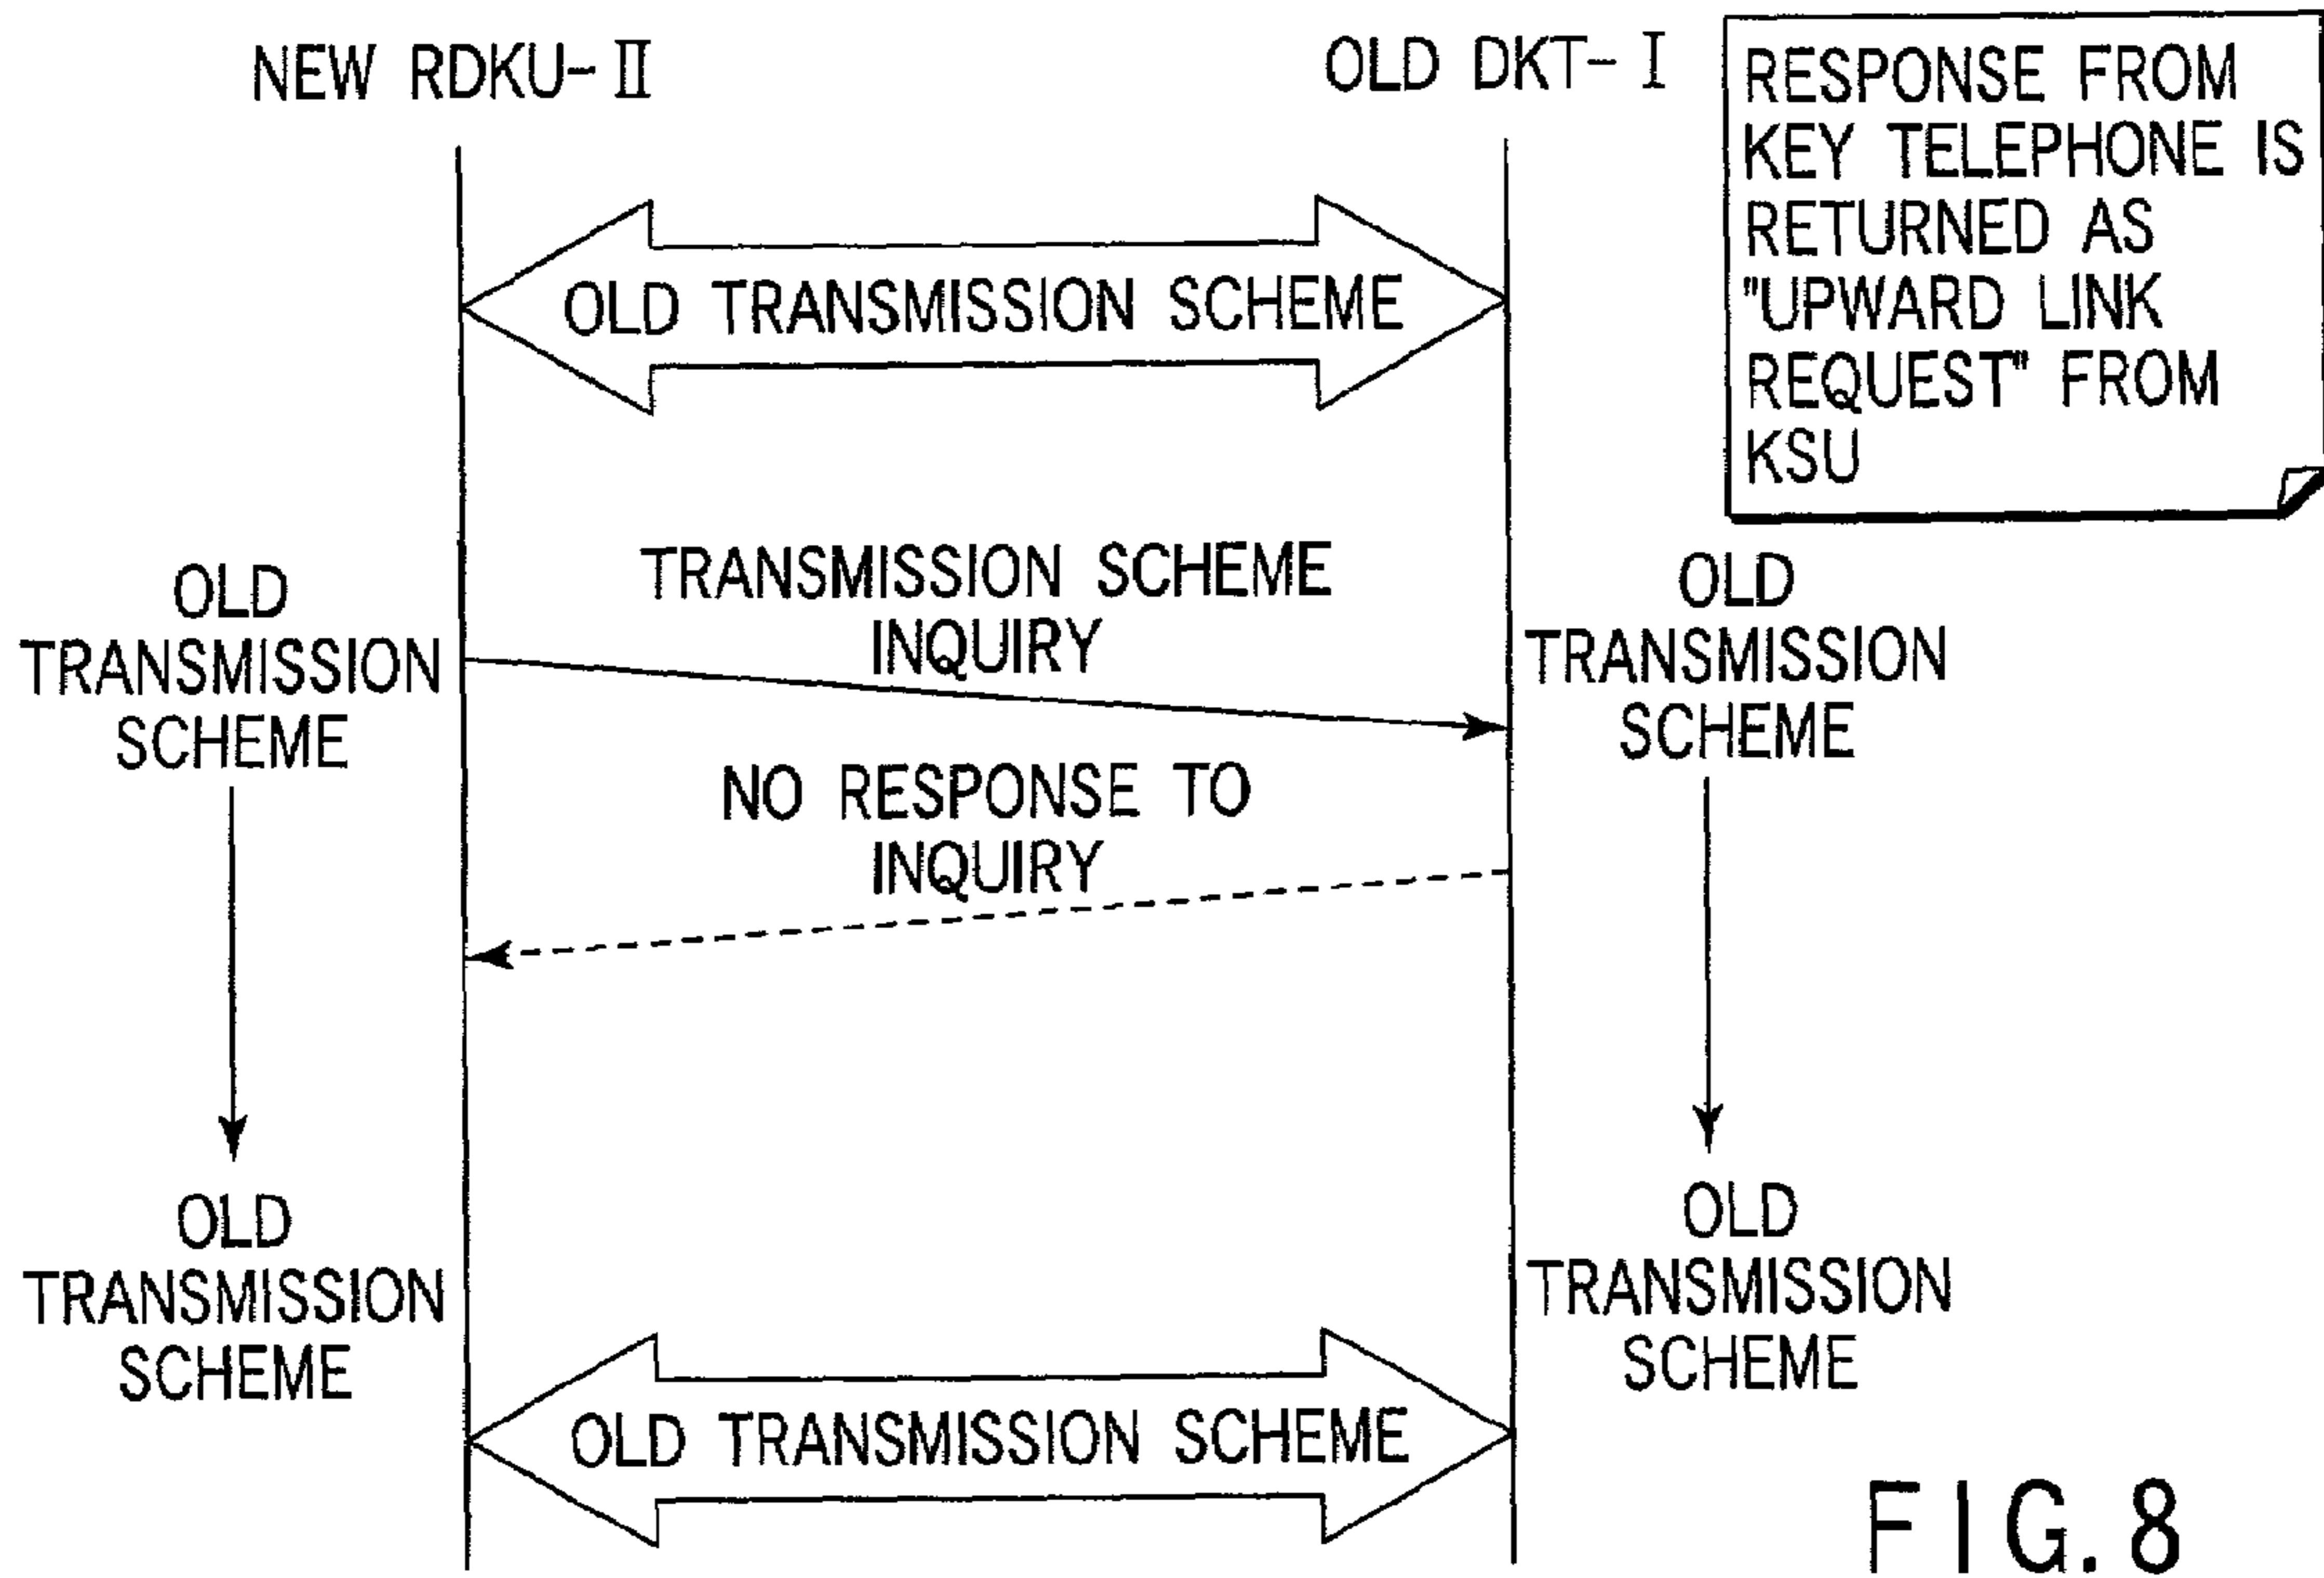 NEW RDKU-II
OLD DKT-I
RESPONSE FROM
KEY TELEPHONE IS
RETURNED AS
"UPWARD LINK
REQUEST" FROM
KSU
OLD TRANSMISSION SCHEME
OLD
TRANSMISSION
SCHEME
TRANSMISSION SCHEME
INQUIRY
OLD
TRANSMISSION
SCHEME
NO RESPONSE TO
INQUIRY
OLD
TRANSMISSION
SCHEME
OLD
TRANSMISSION
SCHEME
OLD TRANSMISSION SCHEME
FIG. 8